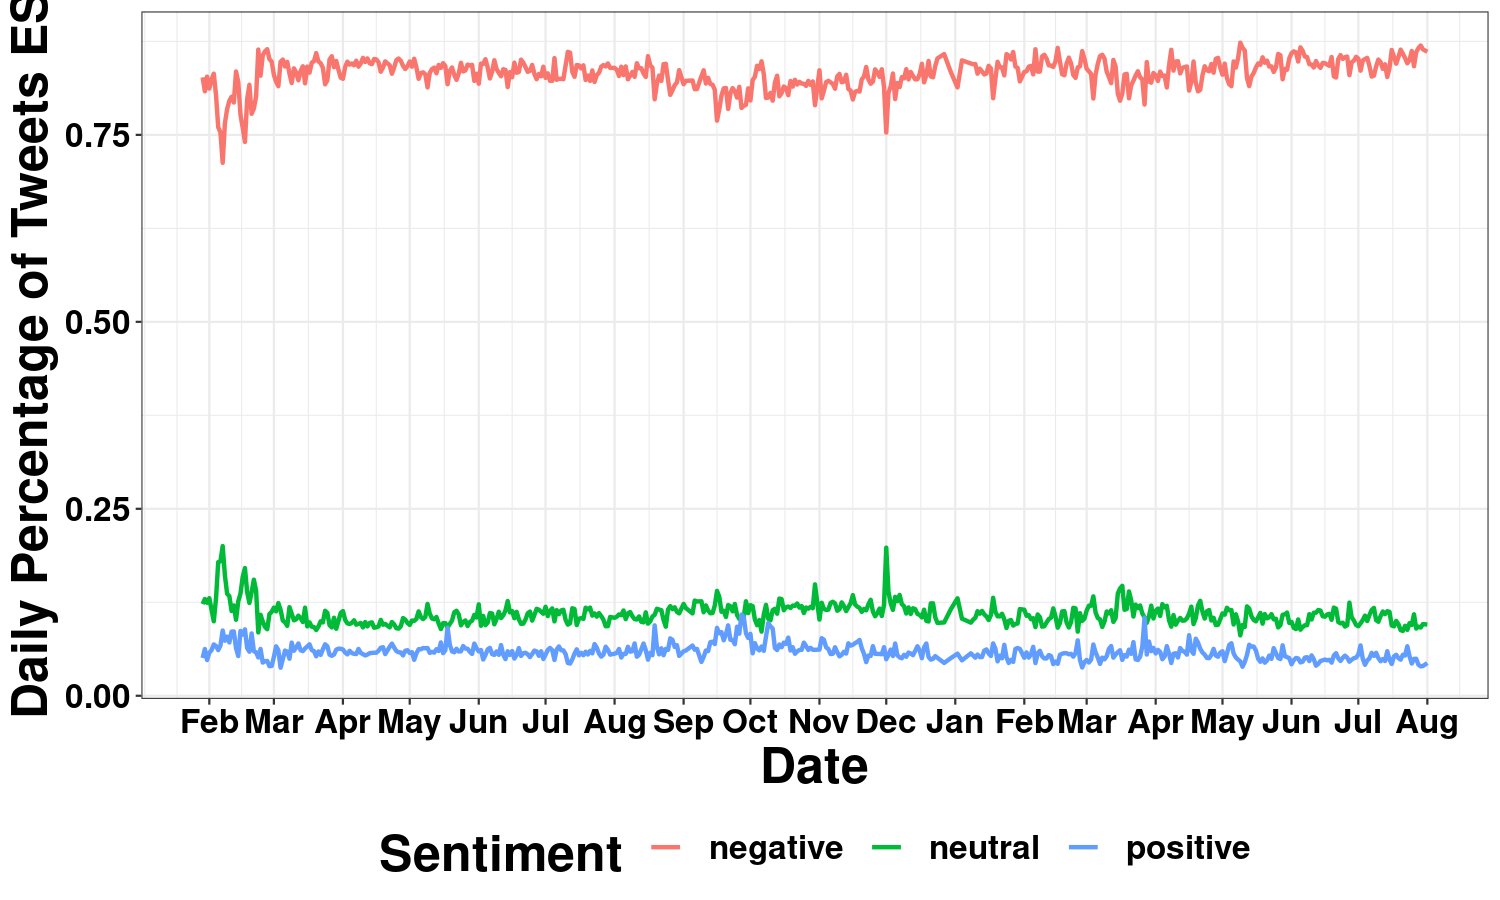 Daily Percentage of Tweets ES
0.75
0.50
0.25
0.00
Feb Mar Apr May Jun Jul Aug Sep Oct Nov Dec Jan Feb Mar Apr May Jun Jul Aug
Date
Sentiment negative neutral positive